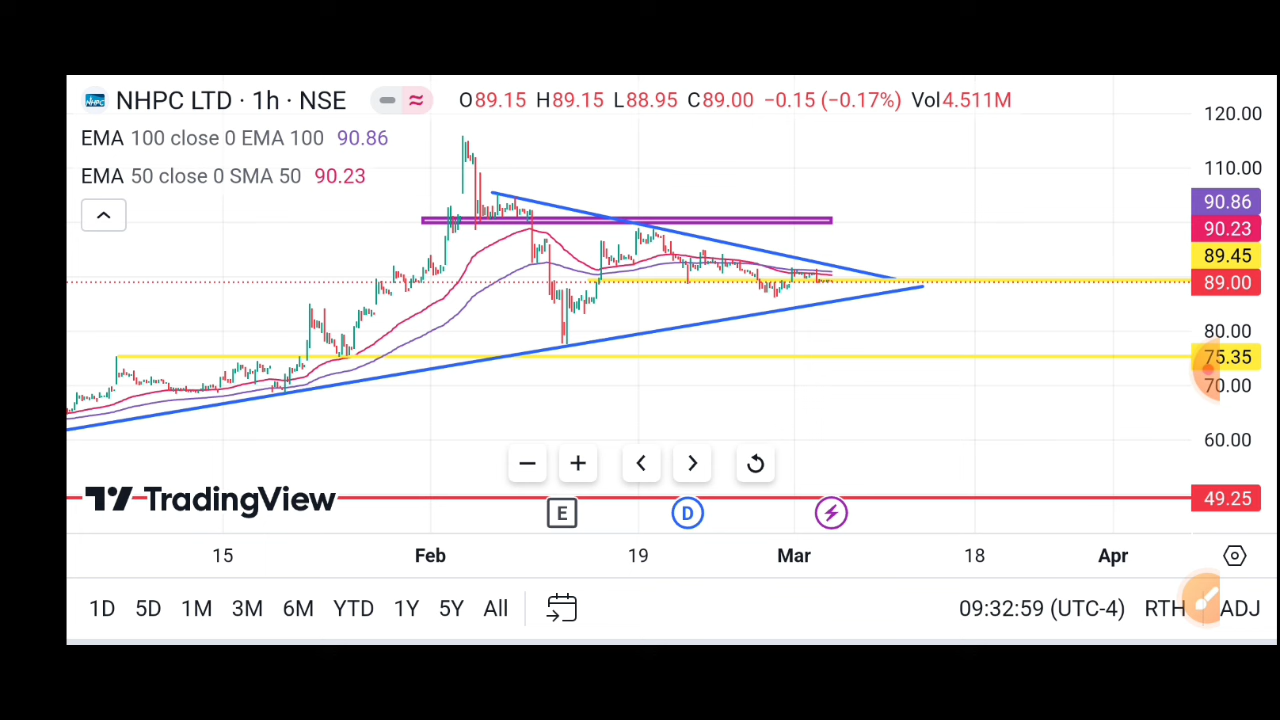 NHPC LTD · 1h · NSE O89.15 H89.15 L88.95 C89.00 −0.15 (−0.17%) Vol4.511M
EMA 100 close 0 EMA 100 90.86
EMA 50 close 0 SMA 50 90.23
120.00
110.00
90.86
90.23
89.45
89.00
80.00
75.35
70.00
60.00
49.25
TradingView
E D
15 Feb 19 Mar 18 Apr
1D 5D 1M 3M 6M YTD 1Y 5Y All 09:32:59 (UTC-4) RTH ADJ